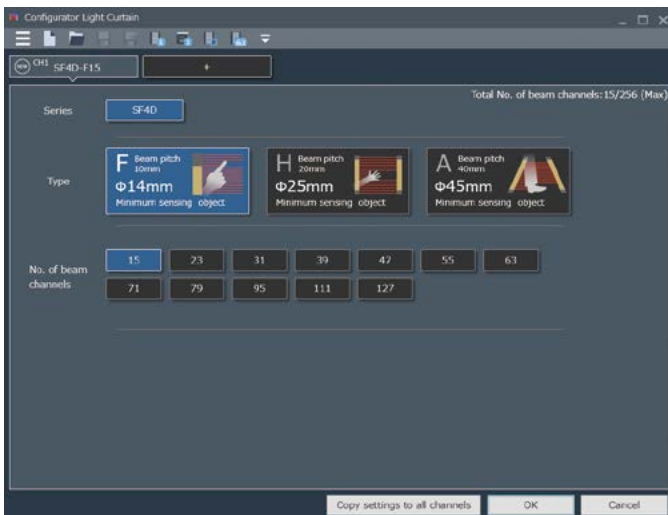 Configurator Light Curtain
NEW CH1 SF4D-F15
+
Total No. of beam channels:15/256 (Max)
Series
SF4D
Type
F Beam pitch 10mm
Φ14mm
Minimum sensing object
H Beam pitch 20mm
Φ25mm
Minimum sensing object
A Beam pitch 40mm
Φ45mm
Minimum sensing object
No. of beam channels
15 23 31 39 47 55 63
71 79 95 111 127
Copy settings to all channels OK Cancel